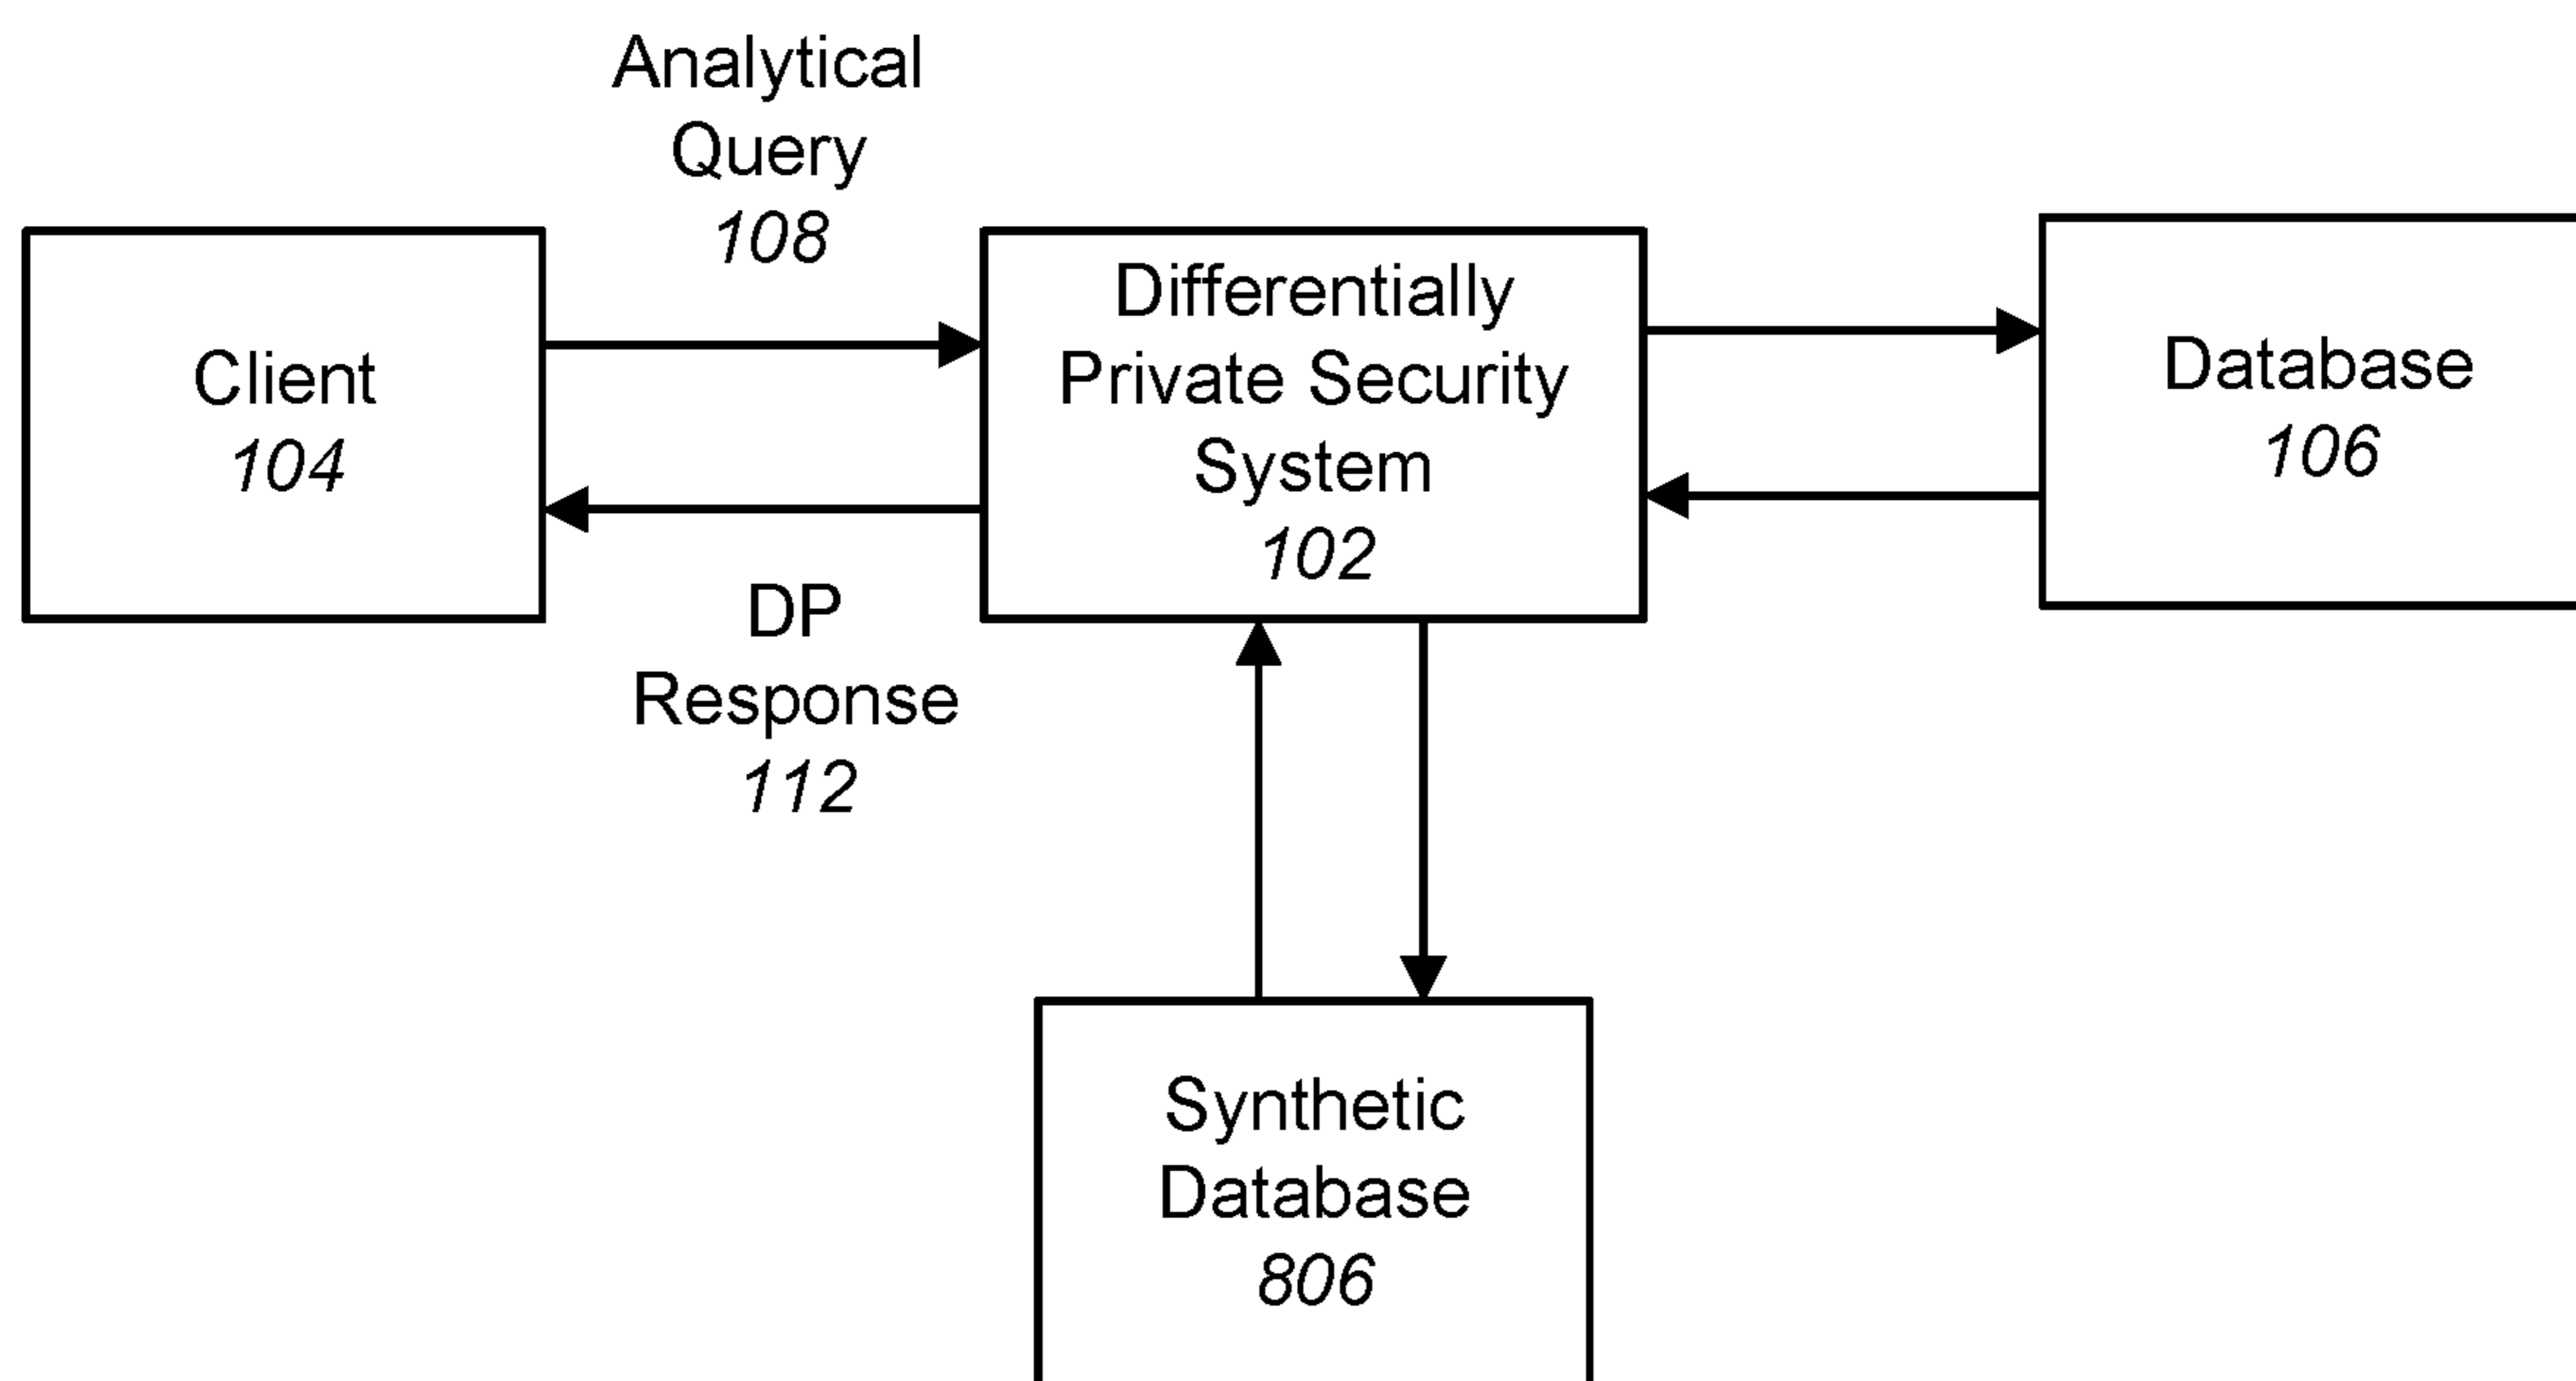 Analytical
Query
108
Client
104
Differentially
Private Security
System
102
Database
106
DP
Response
112
Synthetic
Database
806